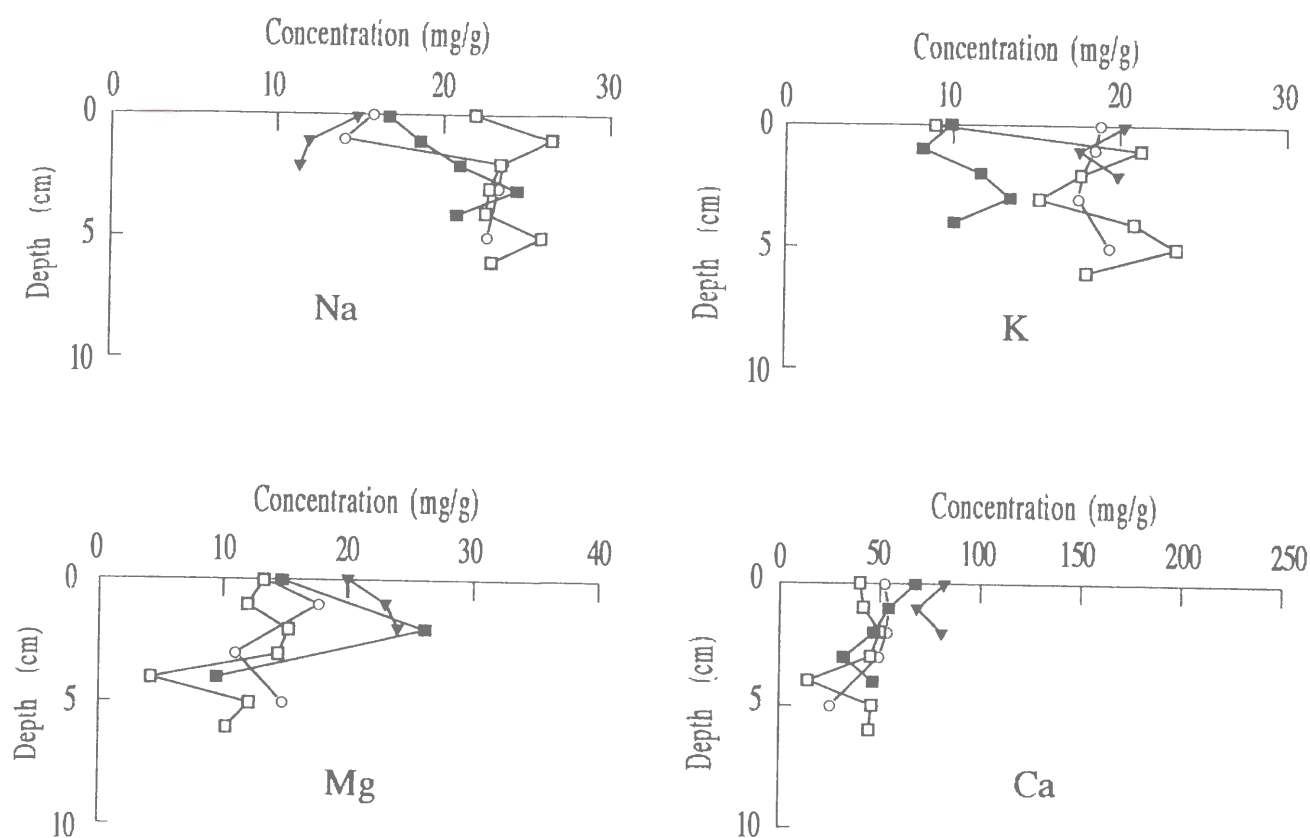 Concentration (mg/g)
0 10 20 30
0
5
10
Depth (cm)
Na
Concentration (mg/g)
0 10 20 30
0
5
10
Depth (cm)
K
Concentration (mg/g)
0 10 20 30 40
0
5
10
Depth (cm)
Mg
Concentration (mg/g)
0 50 100 150 200 250
0
5
10
Depth (cm)
Ca